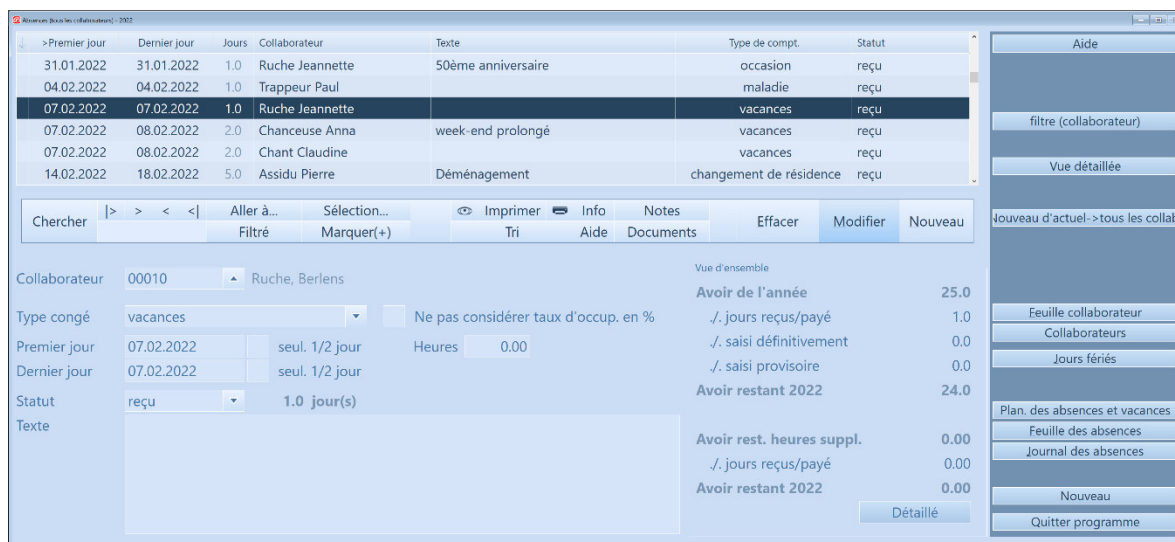 Absences (tous les collaborateurs) - 2022
>Premier jour Dernier jour Jours Collaborateur Texte Type de compt. Statut
31.01.2022 31.01.2022 1.0 Ruche Jeannette 50ème anniversaire occasion reçu
04.02.2022 04.02.2022 1.0 Trappeur Paul maladie reçu
07.02.2022 07.02.2022 1.0 Ruche Jeannette vacances reçu
07.02.2022 08.02.2022 2.0 Chanceuse Anna week-end prolongé vacances reçu
07.02.2022 08.02.2022 2.0 Chant Claudine vacances reçu
14.02.2022 18.02.2022 5.0 Assidu Pierre Déménagement changement de résidence reçu
Chercher |> > < <| Aller à... Sélection... Imprimer Info Notes Effacer Modifier Nouveau
Filtré Marquer(+) Tri Aide Documents
Collaborateur 00010 Ruche, Berlens
Type congé vacances Ne pas considérer taux d'occup. en %
Premier jour 07.02.2022 seul. 1/2 jour Heures 0.00
Dernier jour 07.02.2022 seul. 1/2 jour
Statut reçu 1.0 jour(s)
Texte
Vue d'ensemble
Avoir de l'année 25.0
./. jours reçus/payé 1.0
./. saisi définitivement 0.0
./. saisi provisoire 0.0
Avoir restant 2022 24.0
Avoir rest. heures suppl. 0.00
./. jours reçus/payé 0.00
Avoir restant 2022 0.00
Détaillé
Aide
filtre (collaborateur)
Vue détaillée
Nouveau d'actuel->tous les collab
Feuille collaborateur
Collaborateurs
Jours fériés
Plan. des absences et vacances
Feuille des absences
Journal des absences
Nouveau
Quitter programme